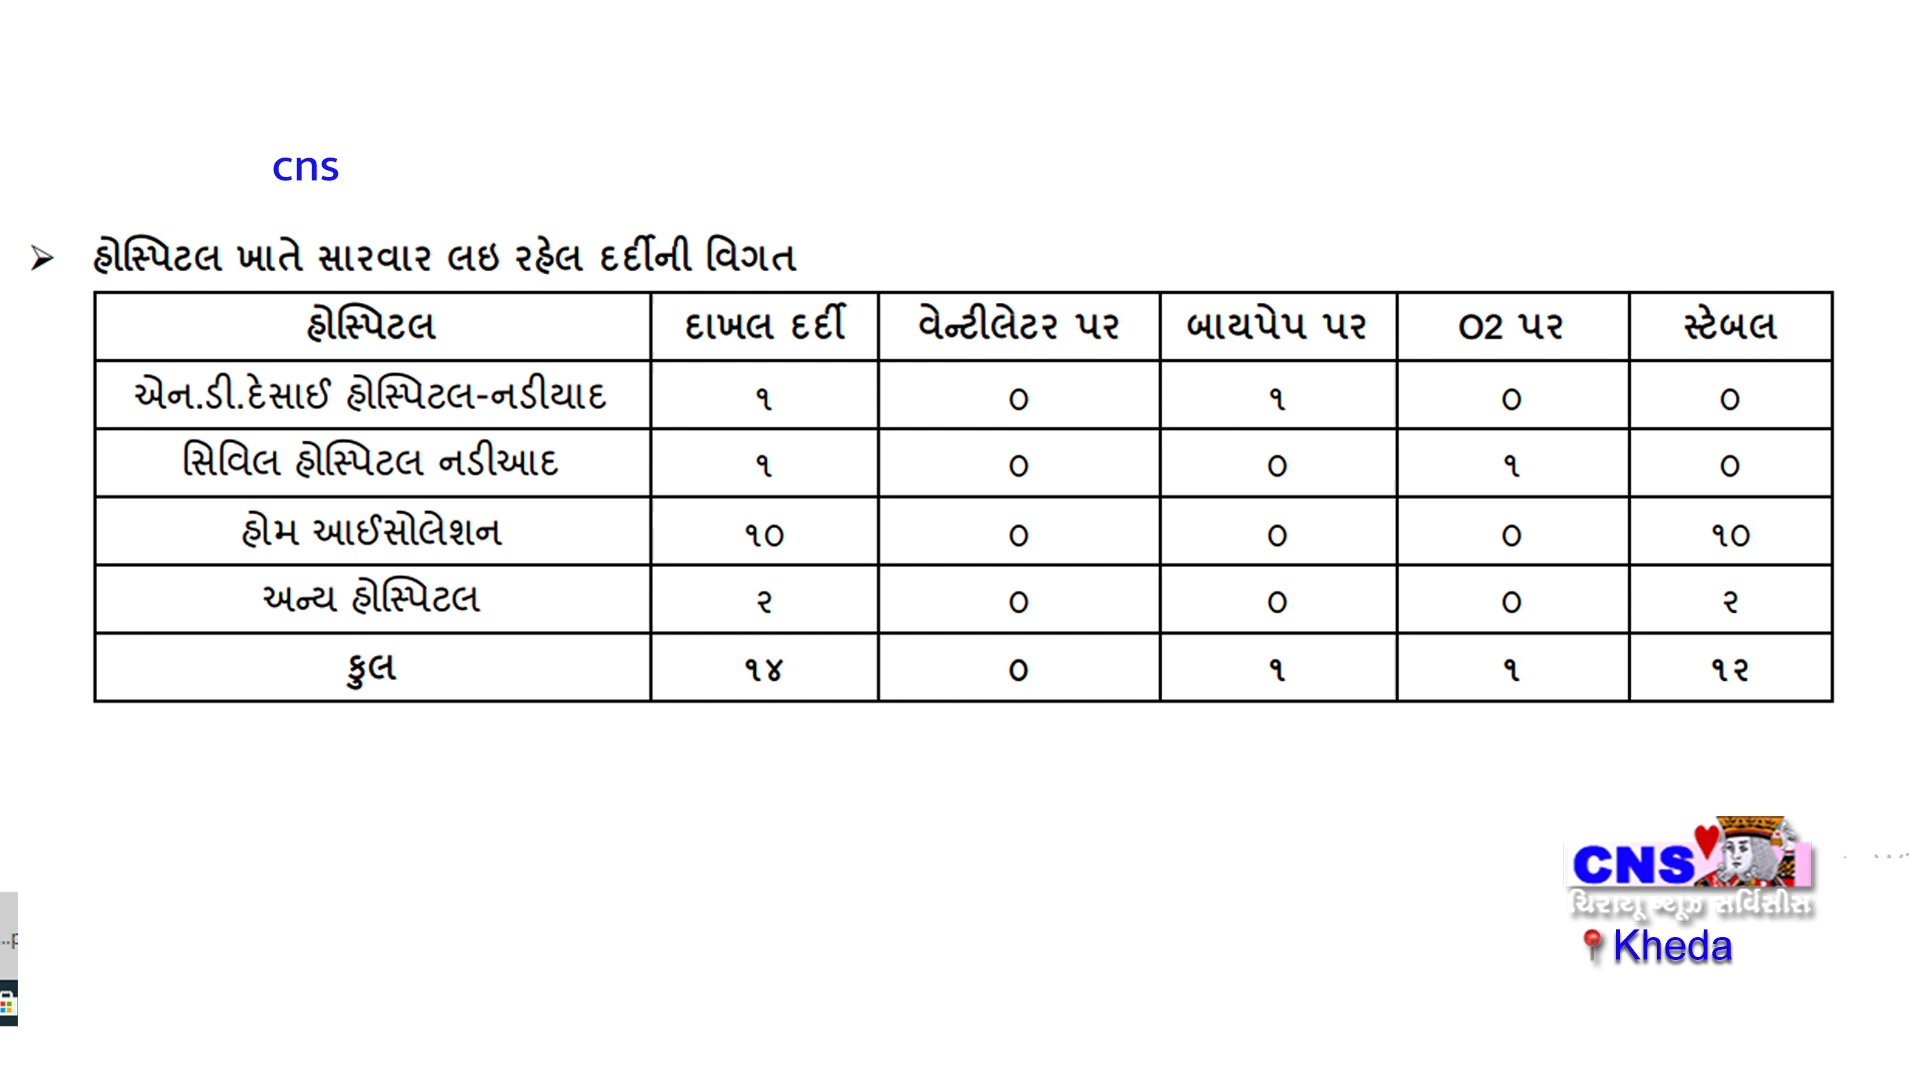 cns
➢ હોસ્પિટલ ખાતે સારવાર લઇ રહેલ દર્દીની વિગત
હોસ્પિટલ દાખલ દર્દી વેન્ટીલેટર પર બાયપેપ પર O2 પર સ્ટેબલ
એન.ડી.દેસાઈ હોસ્પિટલ-નડીયાદ ૧ ૦ ૧ ૦ ૦
સિવિલ હોસ્પિટલ નડીઆદ ૧ ૦ ૦ ૧ ૦
હોમ આઈસોલેશન ૧૦ ૦ ૦ ૦ ૧૦
અન્ય હોસ્પિટલ ૨ ૦ ૦ ૦ ૨
કુલ ૧૪ ૦ ૧ ૧ ૧૨
CNS
ચિરાયૂ ન્યૂઝ સર્વિસીસ
Kheda